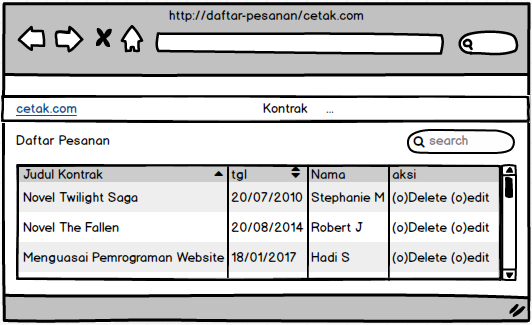 http://daftar-pesanan/cetak.com
cetak.com Kontrak ...
Daftar Pesanan search
Judul Kontrak tgl Nama aksi
Novel Twilight Saga 20/07/2010 Stephanie M (o)Delete (o)edit
Novel The Fallen 20/08/2014 Robert J (o)Delete (o)edit
Menguasai Pemrograman Website 18/01/2017 Hadi S (o)Delete (o)edit